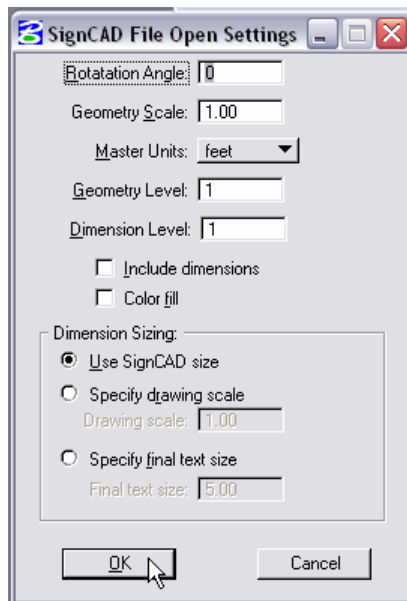 SignCAD File Open Settings
Rotatation Angle: 0
Geometry Scale: 1.00
Master Units: feet
Geometry Level: 1
Dimension Level: 1
Include dimensions
Color fill
Dimension Sizing:
Use SignCAD size
Specify drawing scale
Drawing scale: 1.00
Specify final text size
Final text size: 5.00
OK Cancel